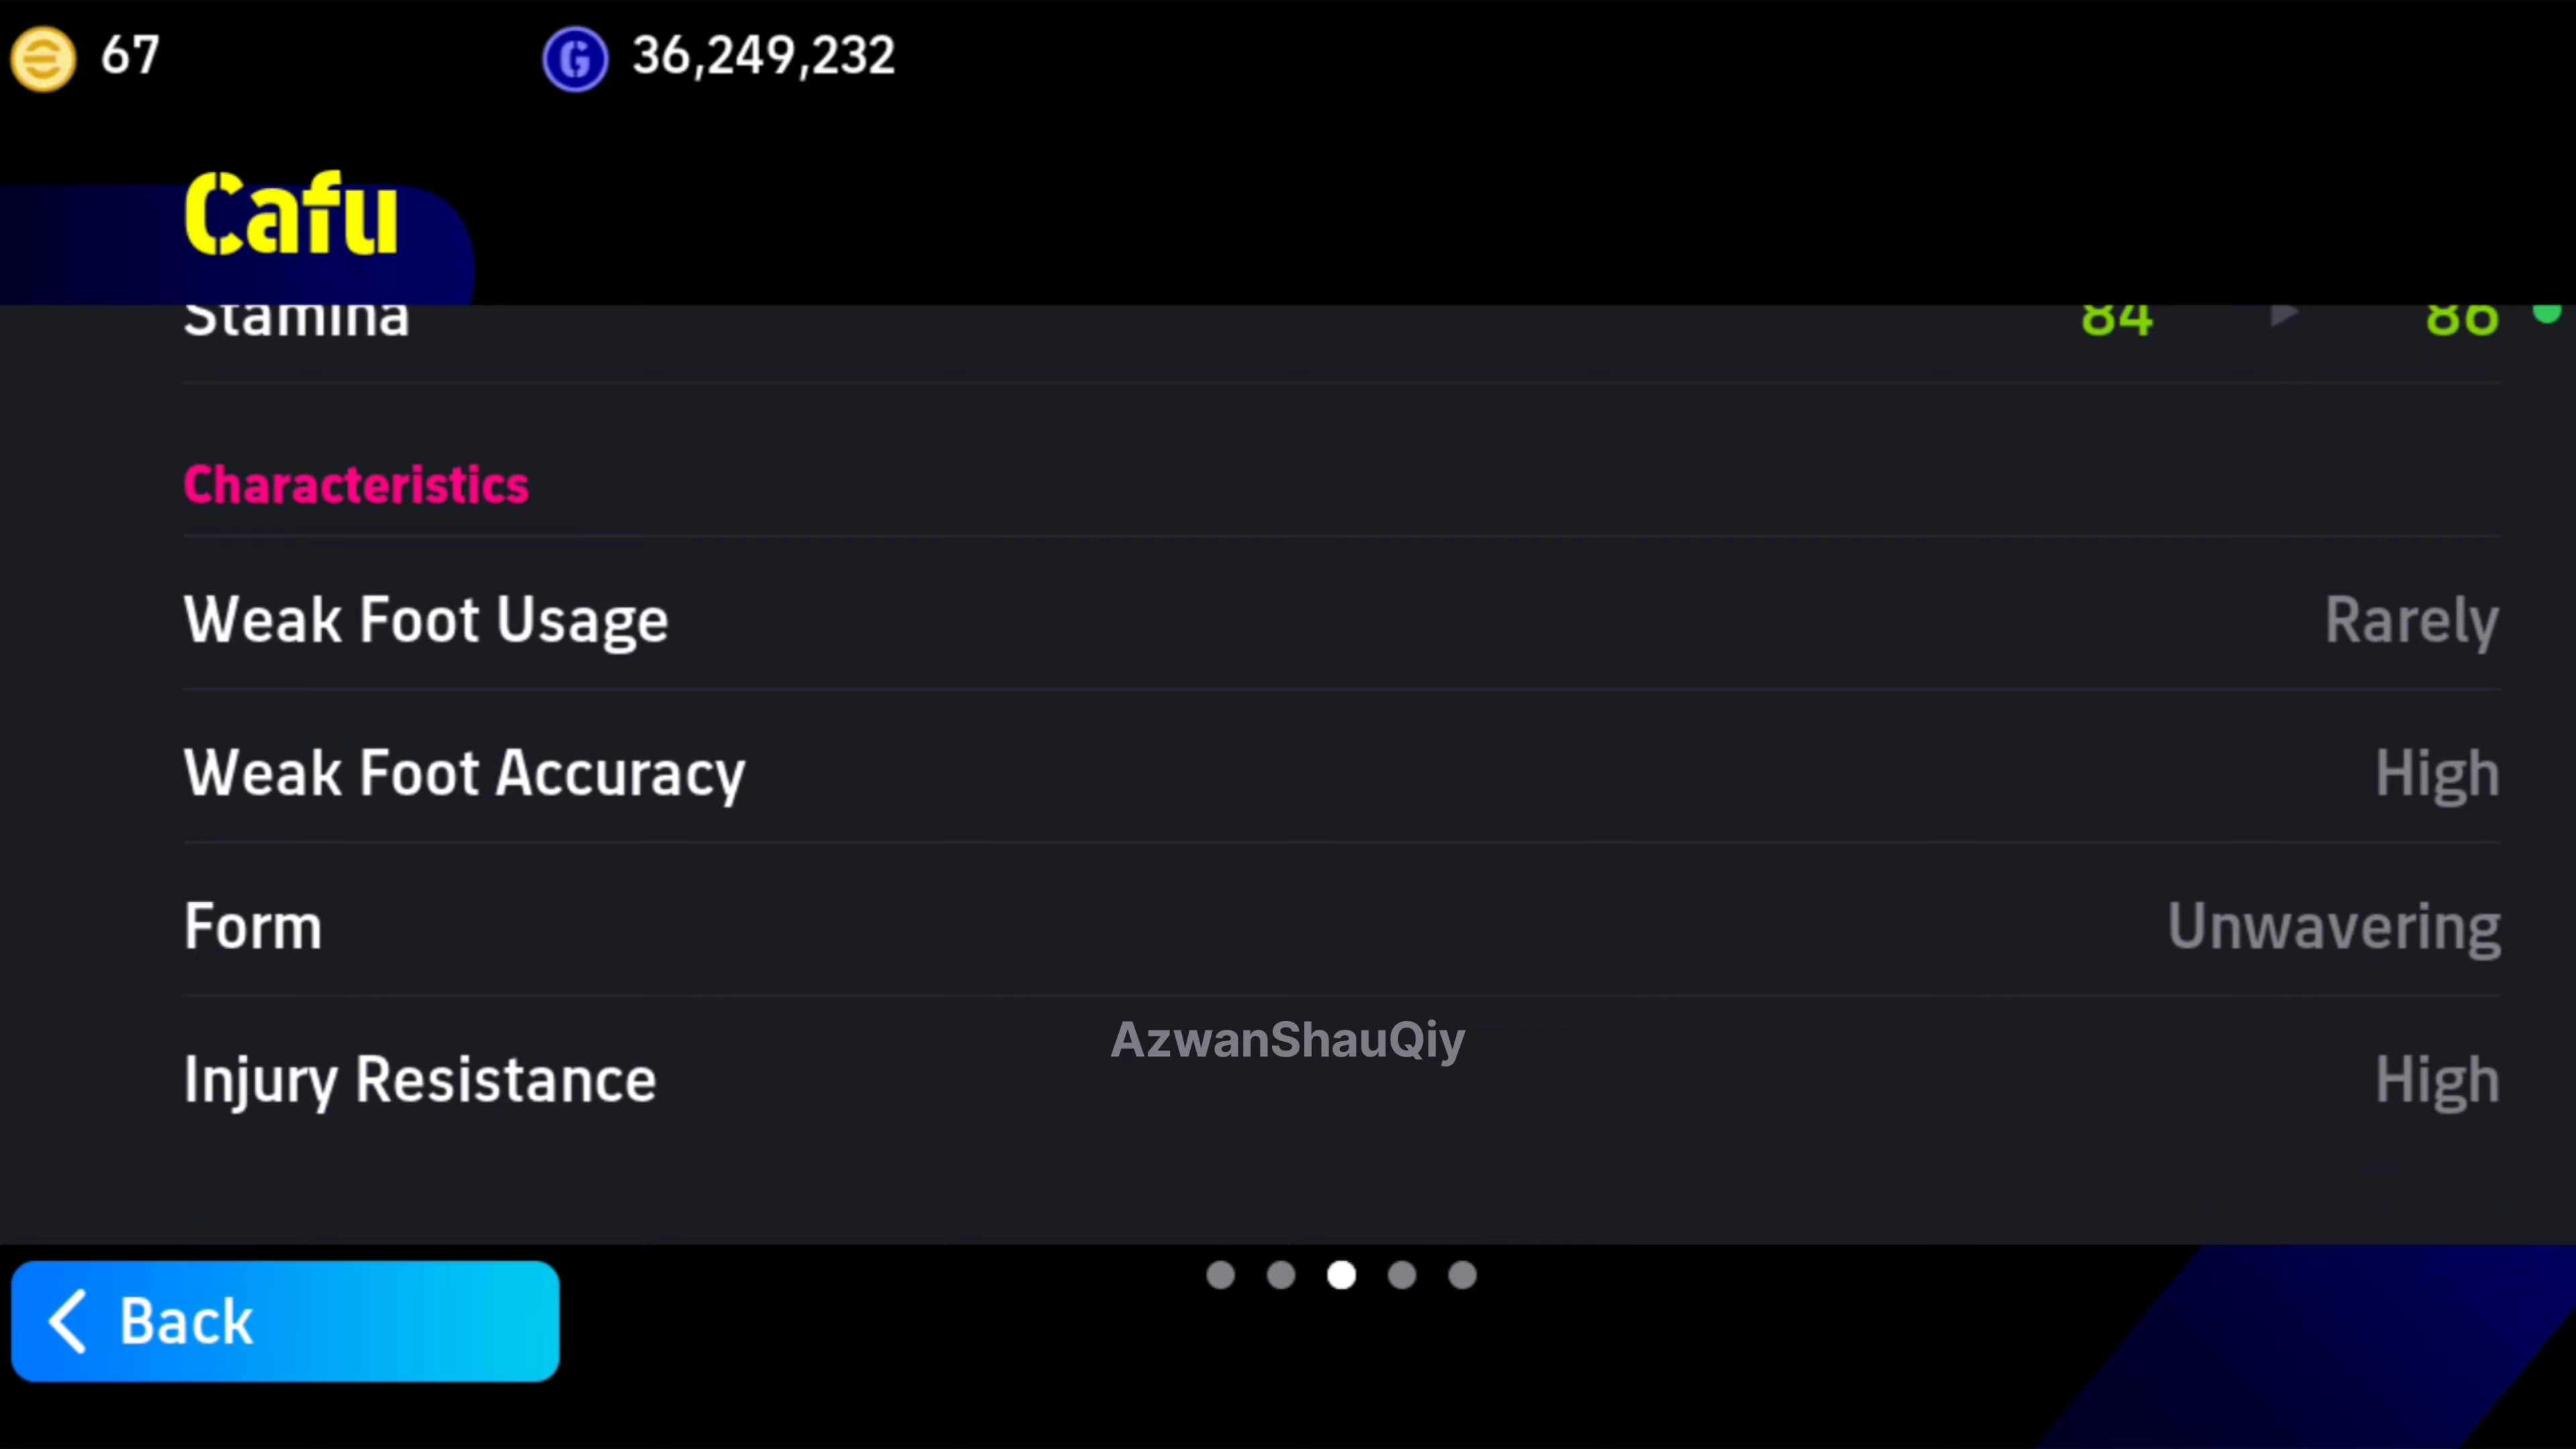 67 36,249,232
Cafu
Stamina 84 86
Characteristics
Weak Foot Usage Rarely
Weak Foot Accuracy High
Form Unwavering
AzwanShauQiy
Injury Resistance High
Back